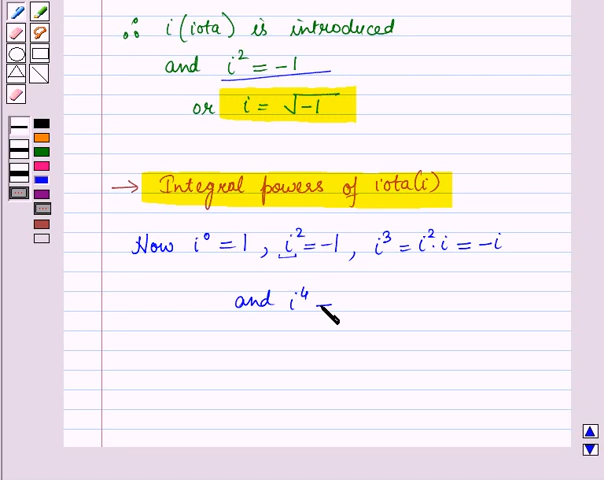 ∴ i (iota) is introduced
and i² = -1
or i = √-1
→ Integral powers of iota(i)
Now i⁰ = 1, i² = -1, i³ = i²·i = -i
and i⁴ =